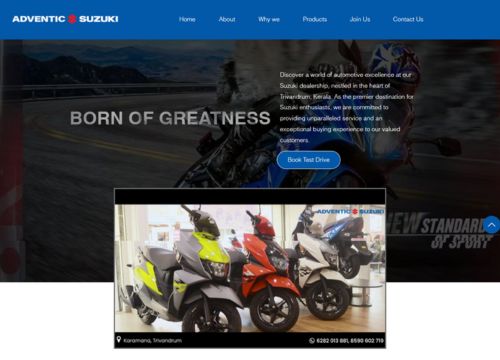 ADVENTIC SUZUKI
Home About Why we Products Join Us Contact Us
BORN OF GREATNESS
Discover a world of automotive excellence at our
Suzuki dealership, nestled in the heart of
Trivandrum, Kerala. As the premier destination for
Suzuki enthusiasts, we are committed to
providing unparalleled service and an
exceptional buying experience to our valued
customers.
Book Test Drive
NEW STANDARD
OF SPORT
ADVENTIC SUZUKI
Karamana, Trivandrum
6282 013 881, 8590 602 719